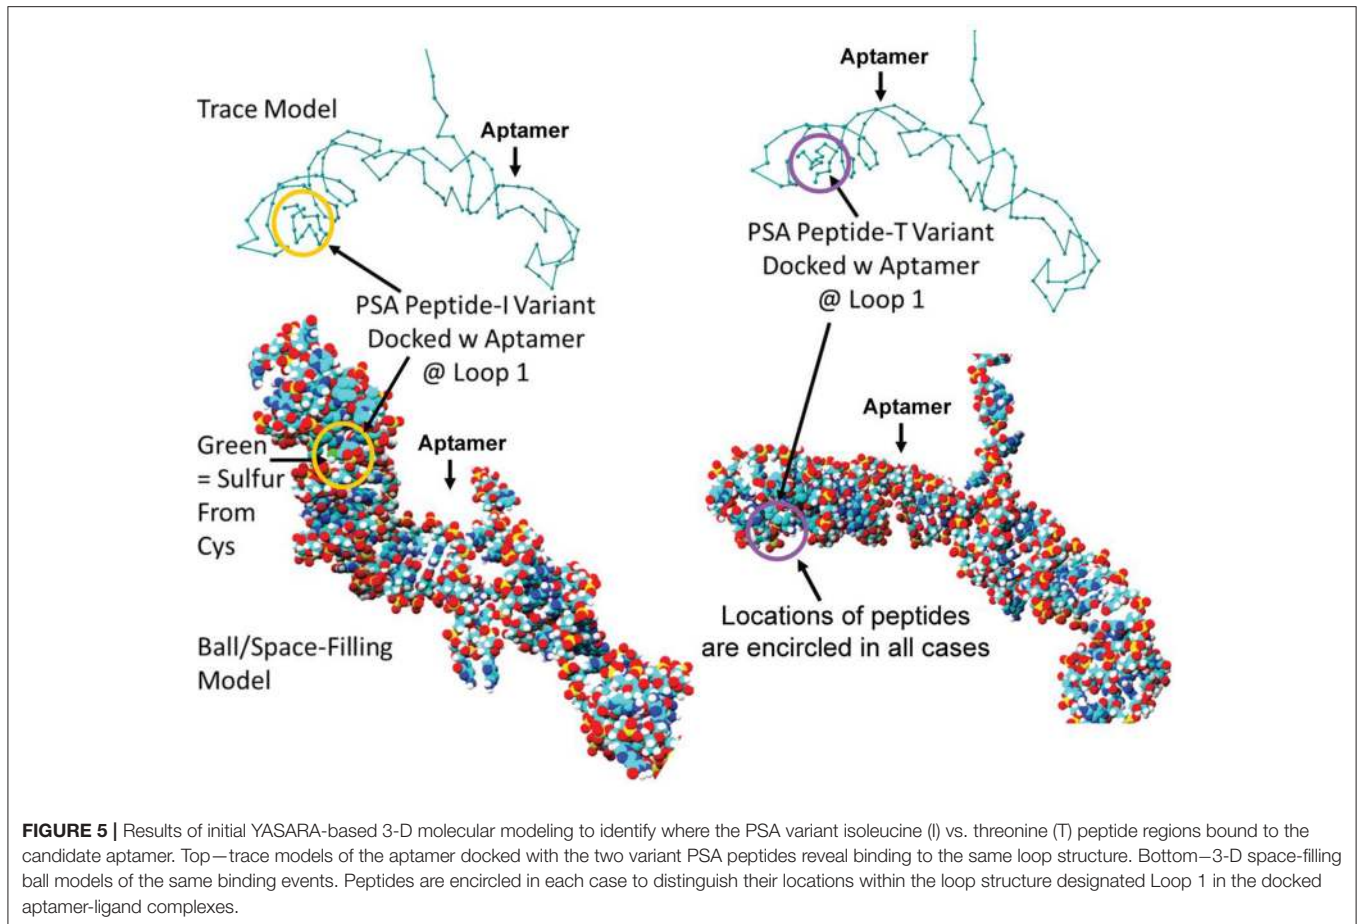 Trace Model
Aptamer
Aptamer
PSA Peptide-I Variant
Docked w Aptamer
@ Loop 1
PSA Peptide-T Variant
Docked w Aptamer
@ Loop 1
Green
= Sulfur
From
Cys
Aptamer
Aptamer
Ball/Space-Filling
Model
Locations of peptides
are encircled in all cases
FIGURE 5 | Results of initial YASARA-based 3-D molecular modeling to identify where the PSA variant isoleucine (I) vs. threonine (T) peptide regions bound to the
candidate aptamer. Top—trace models of the aptamer docked with the two variant PSA peptides reveal binding to the same loop structure. Bottom—3-D space-filling
ball models of the same binding events. Peptides are encircled in each case to distinguish their locations within the loop structure designated Loop 1 in the docked
aptamer-ligand complexes.